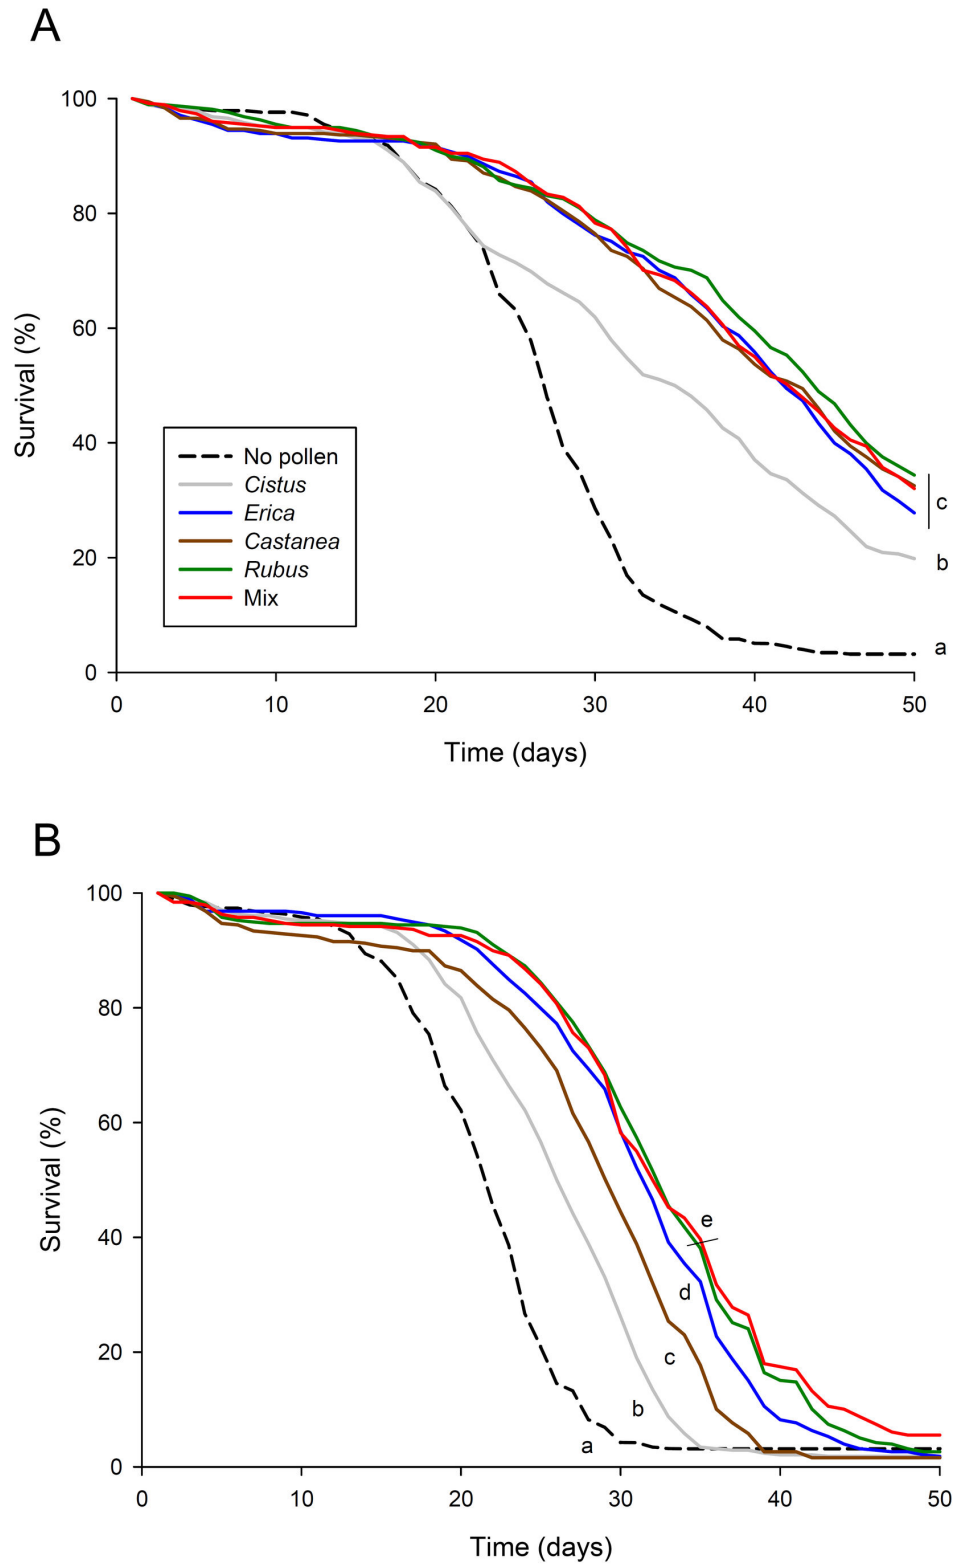 A
100
80
60
40
20
0
Survival (%)
No pollen
Cistus
Erica
Castanea
Rubus
Mix
c
b
a
0 10 20 30 40 50
Time (days)
B
100
80
60
40
20
0
Survival (%)
e
d
c
b
a
0 10 20 30 40 50
Time (days)